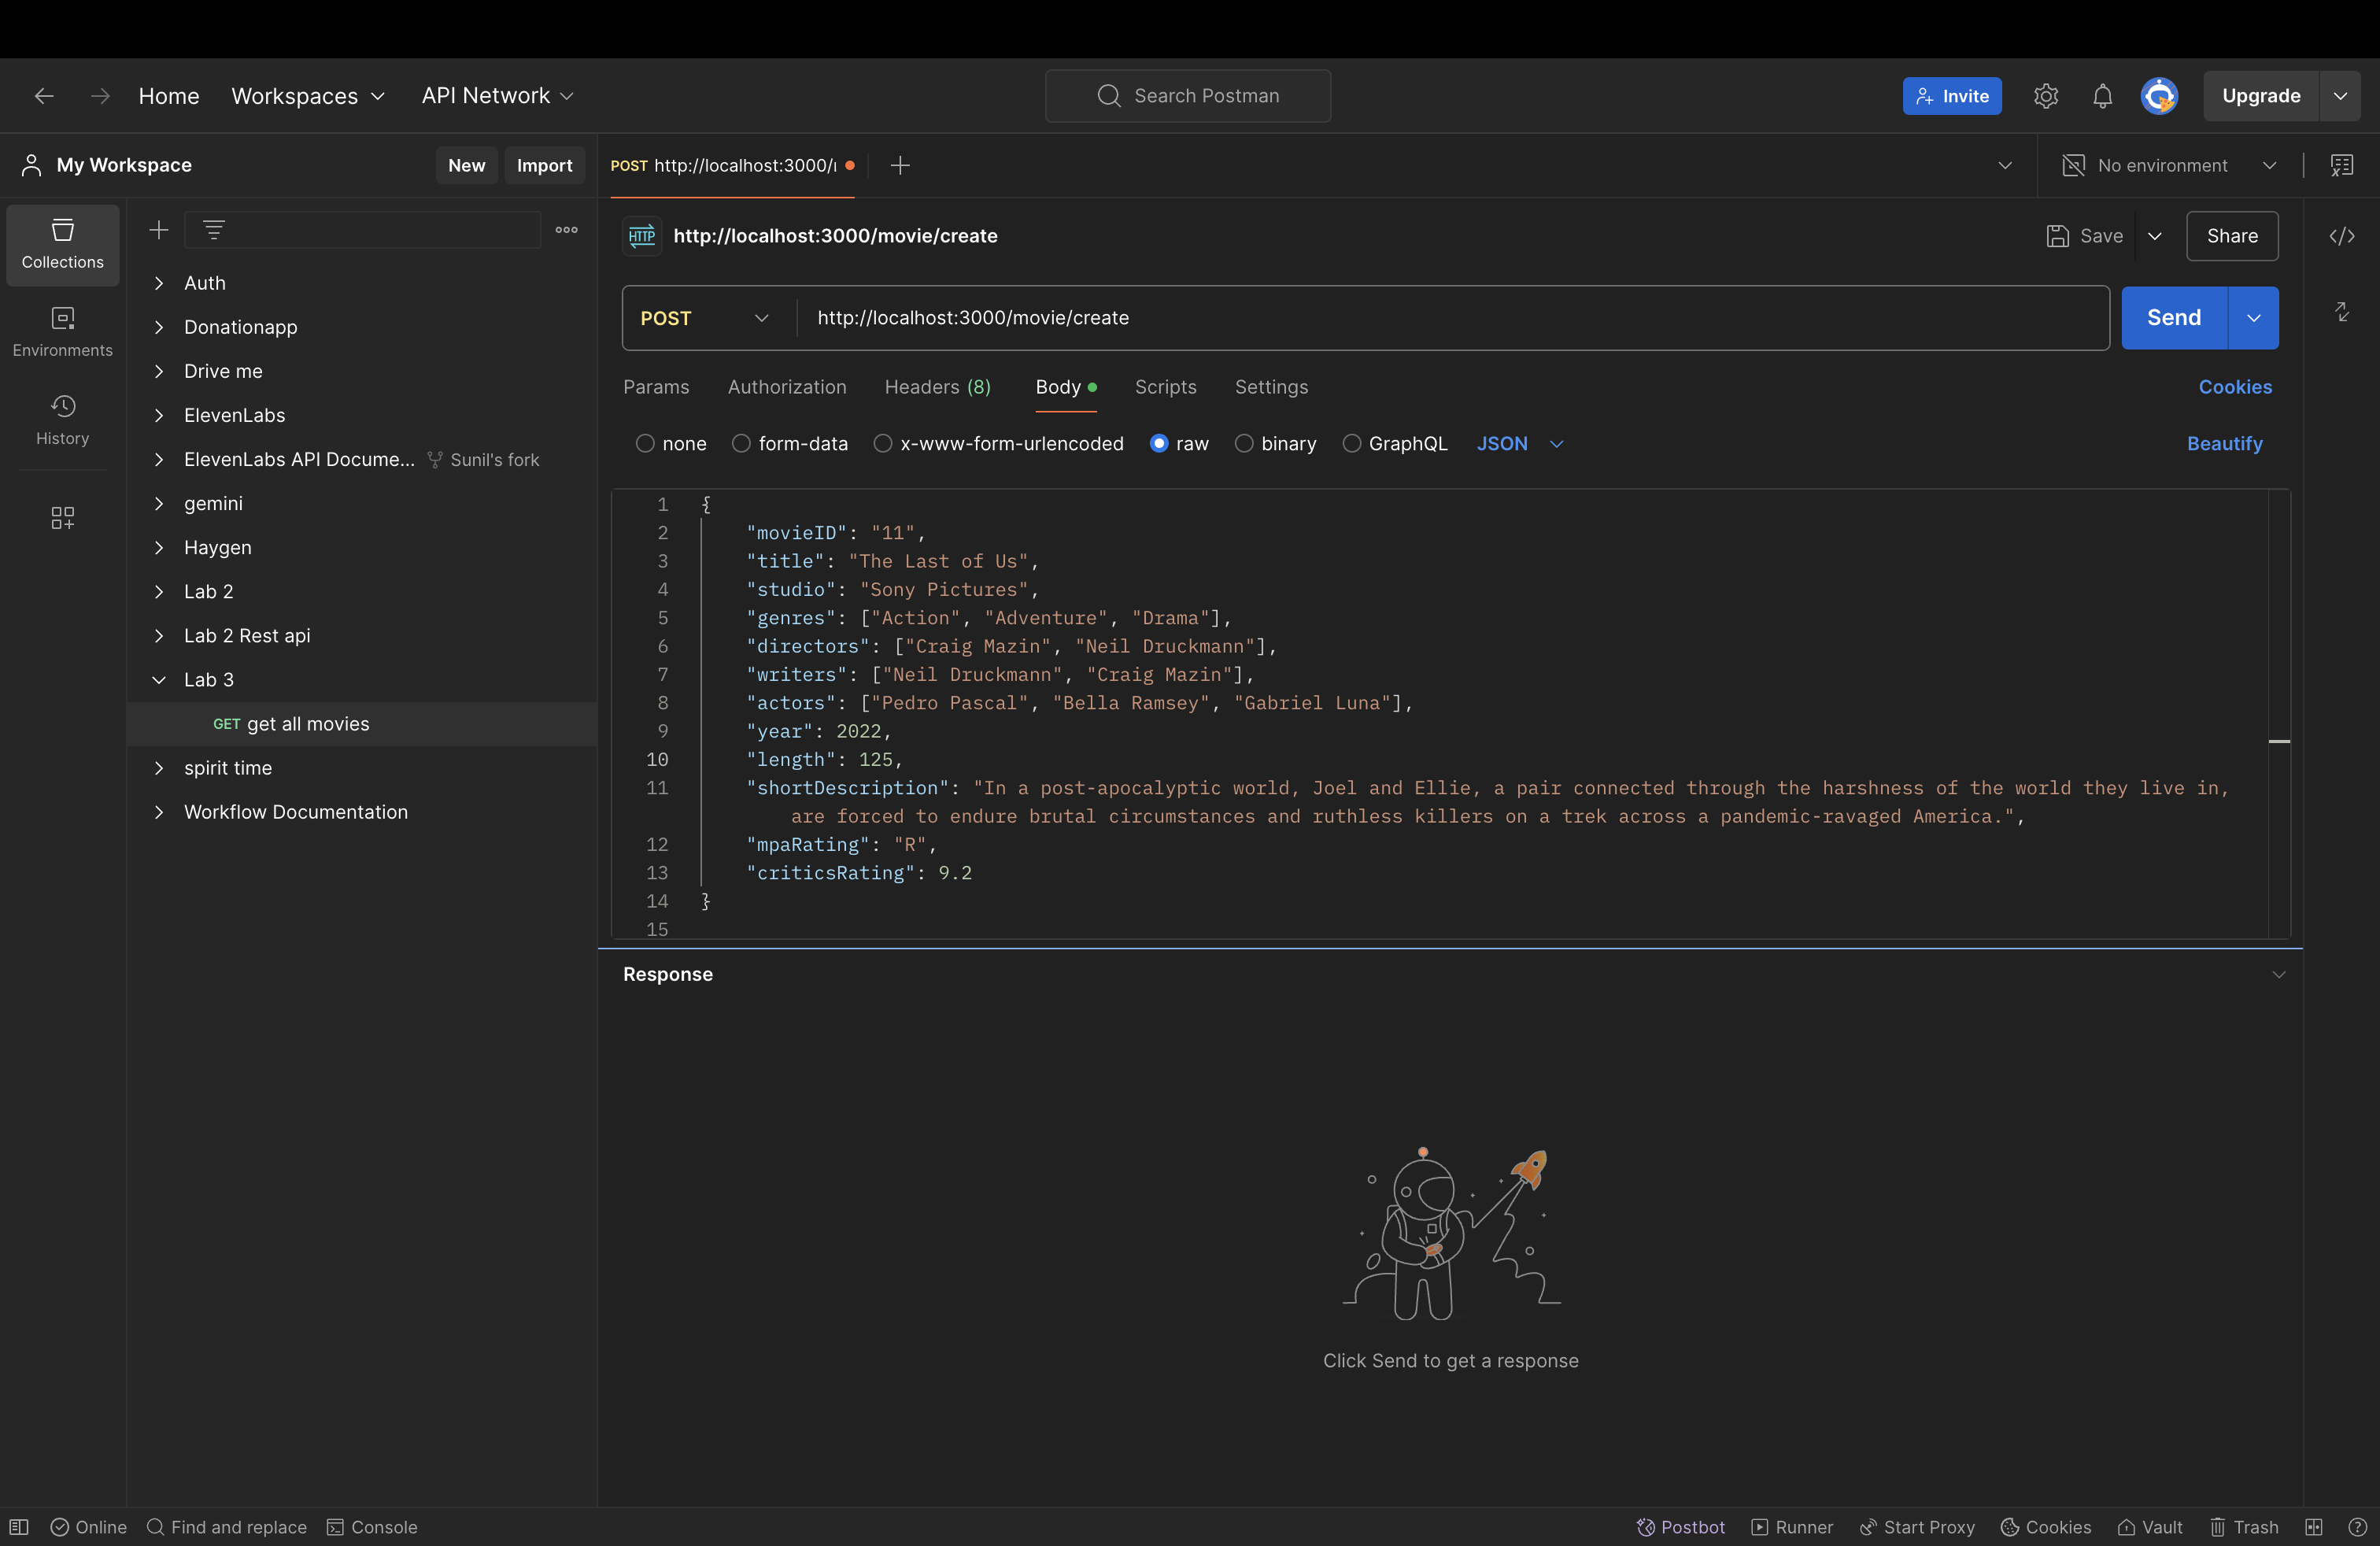 Home
Workspaces
API Network
Search Postman
Invite
Upgrade
My Workspace
New
Import
POST http://localhost:3000/
No environment
Collections
Environments
History
Auth
Donationapp
Drive me
ElevenLabs
ElevenLabs API Docume... Sunil's fork
gemini
Haygen
Lab 2
Lab 2 Rest api
Lab 3
GET get all movies
spirit time
Workflow Documentation
HTTP http://localhost:3000/movie/create
Save
Share
POST http://localhost:3000/movie/create
Send
Params Authorization Headers (8) Body Scripts Settings
Cookies
none form-data x-www-form-urlencoded raw binary GraphQL JSON
Beautify
1 {
2 "movieID": "11",
3 "title": "The Last of Us",
4 "studio": "Sony Pictures",
5 "genres": ["Action", "Adventure", "Drama"],
6 "directors": ["Craig Mazin", "Neil Druckmann"],
7 "writers": ["Neil Druckmann", "Craig Mazin"],
8 "actors": ["Pedro Pascal", "Bella Ramsey", "Gabriel Luna"],
9 "year": 2022,
10 "length": 125,
11 "shortDescription": "In a post-apocalyptic world, Joel and Ellie, a pair connected through the harshness of the world they live in,
are forced to endure brutal circumstances and ruthless killers on a trek across a pandemic-ravaged America.",
12 "mpaRating": "R",
13 "criticsRating": 9.2
14 }
15
Response
Click Send to get a response
Online
Find and replace
Console
Postbot
Runner
Start Proxy
Cookies
Vault
Trash